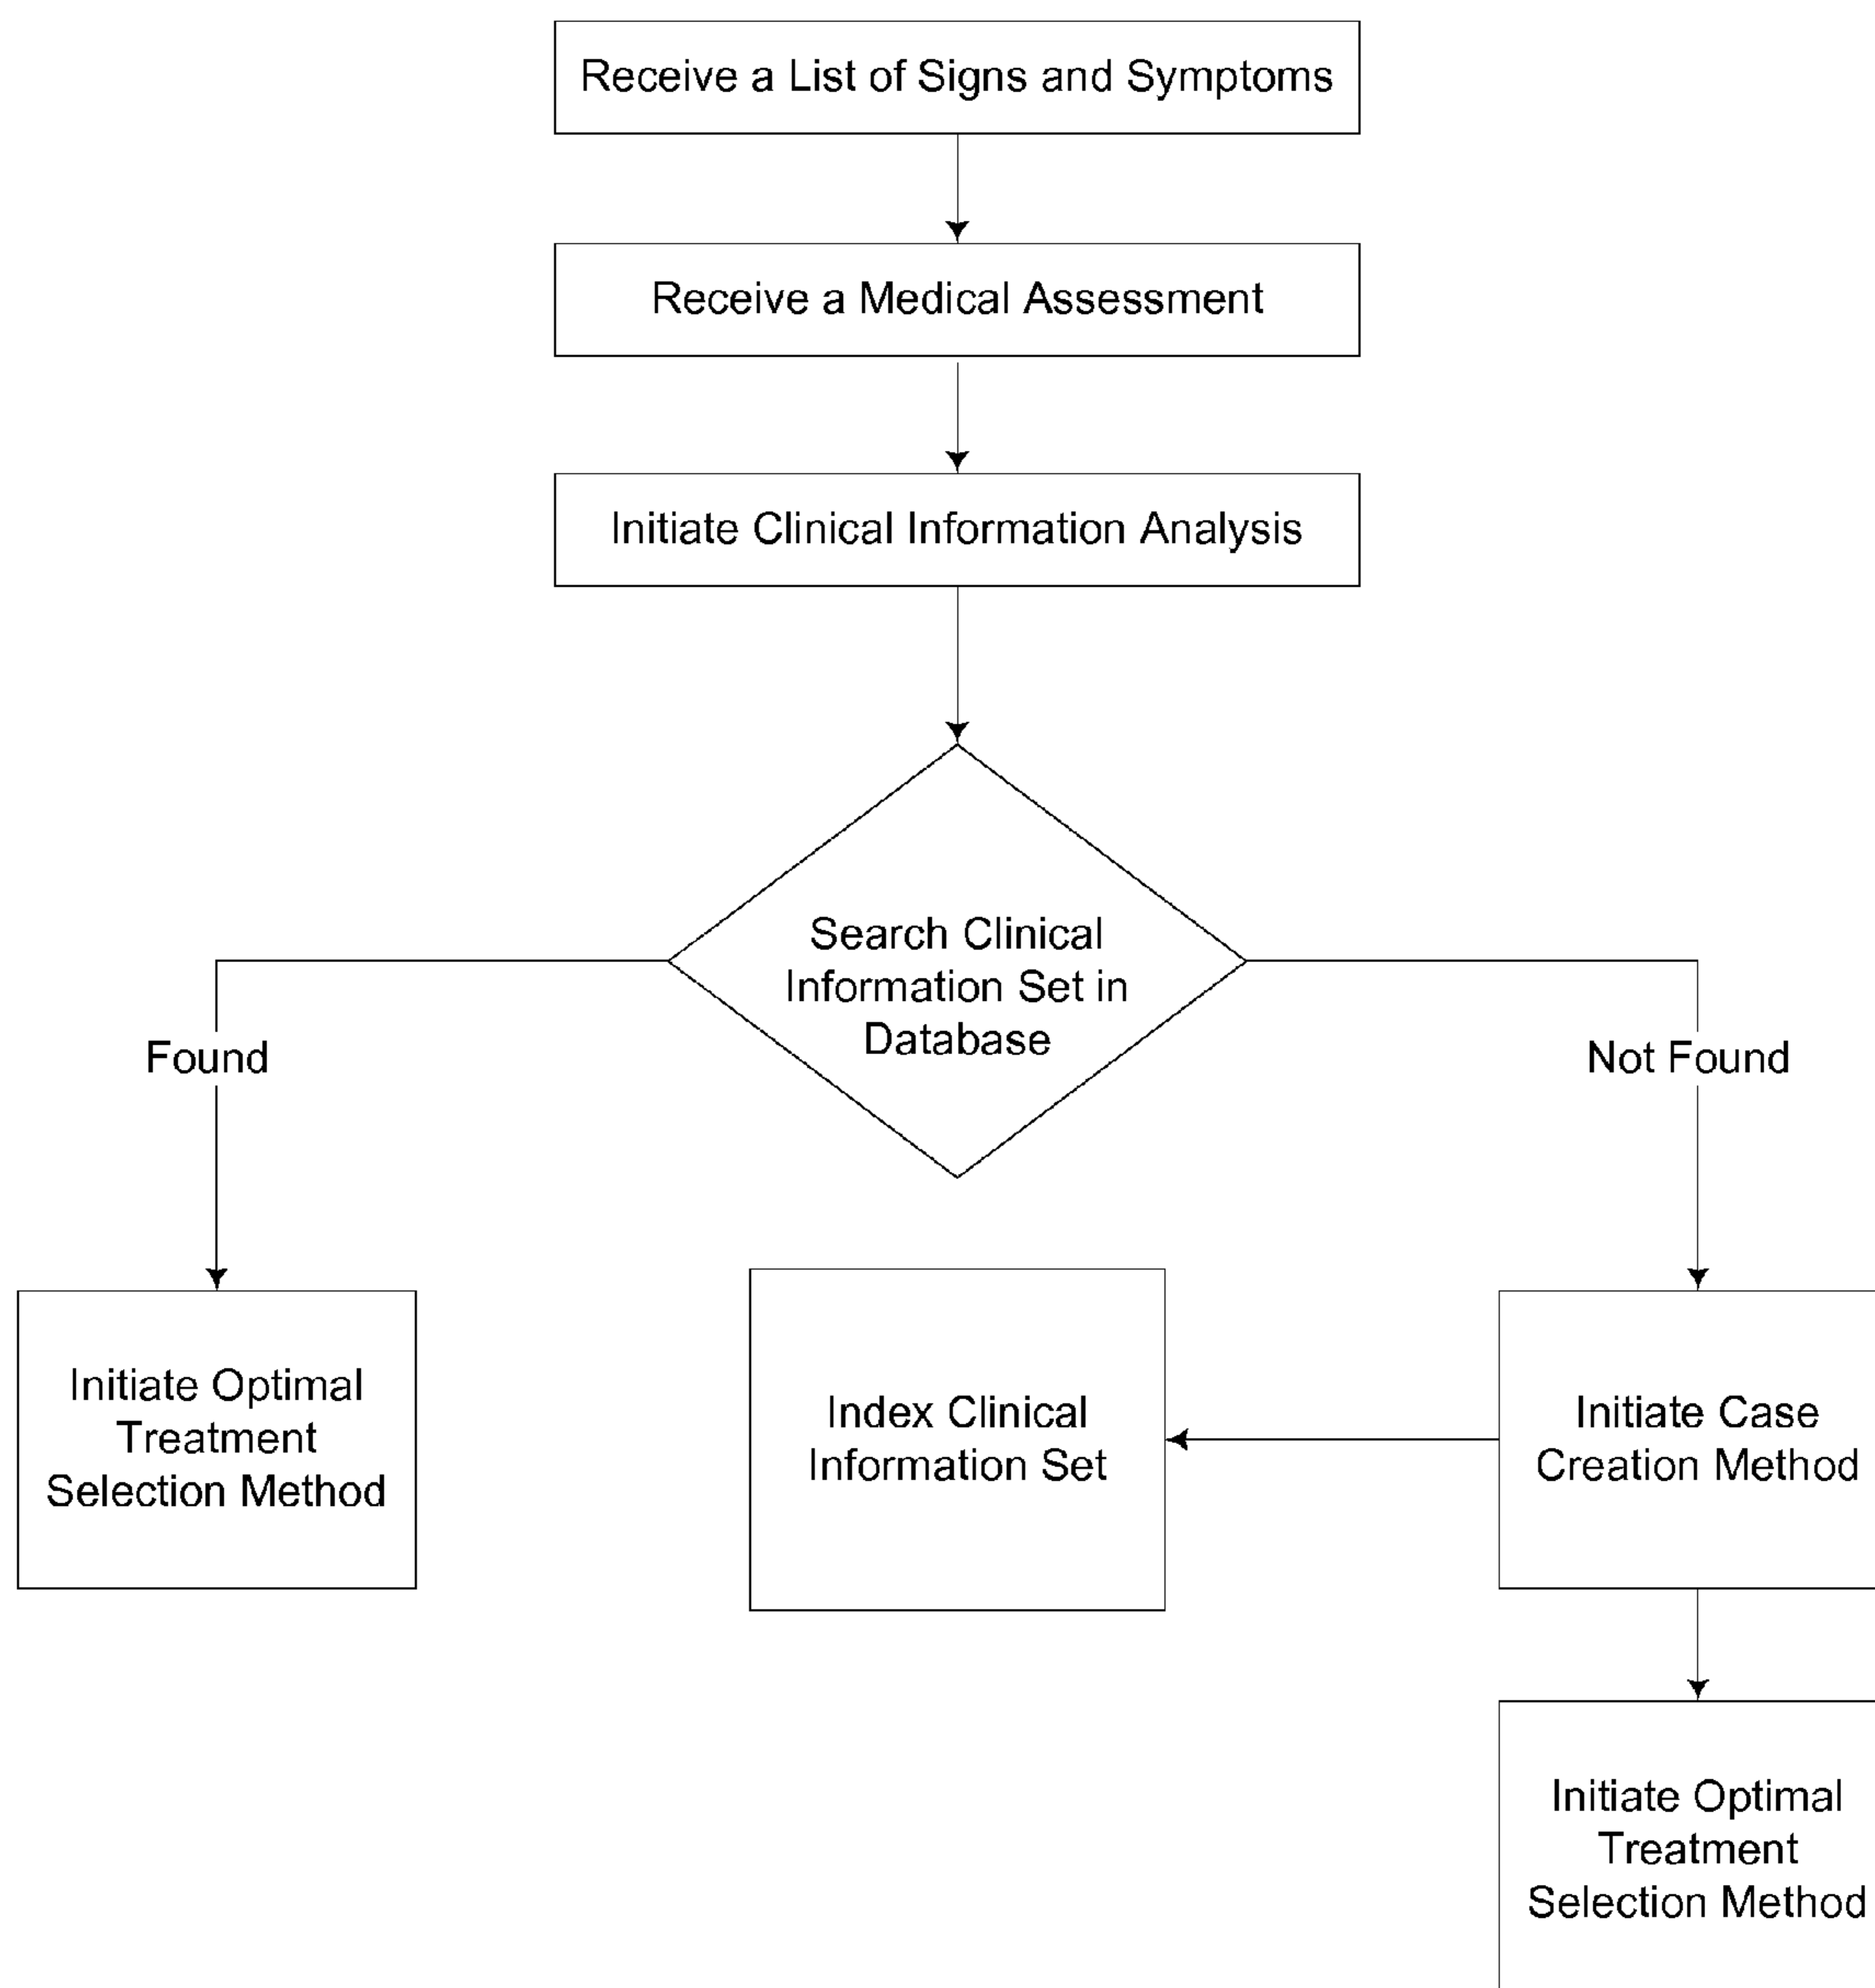 Receive a List of Signs and Symptoms
Receive a Medical Assessment
Initiate Clinical Information Analysis
Search Clinical
Information Set in
Database
Found
Not Found
Initiate Optimal
Treatment
Selection Method
Index Clinical
Information Set
Initiate Case
Creation Method
Initiate Optimal
Treatment
Selection Method